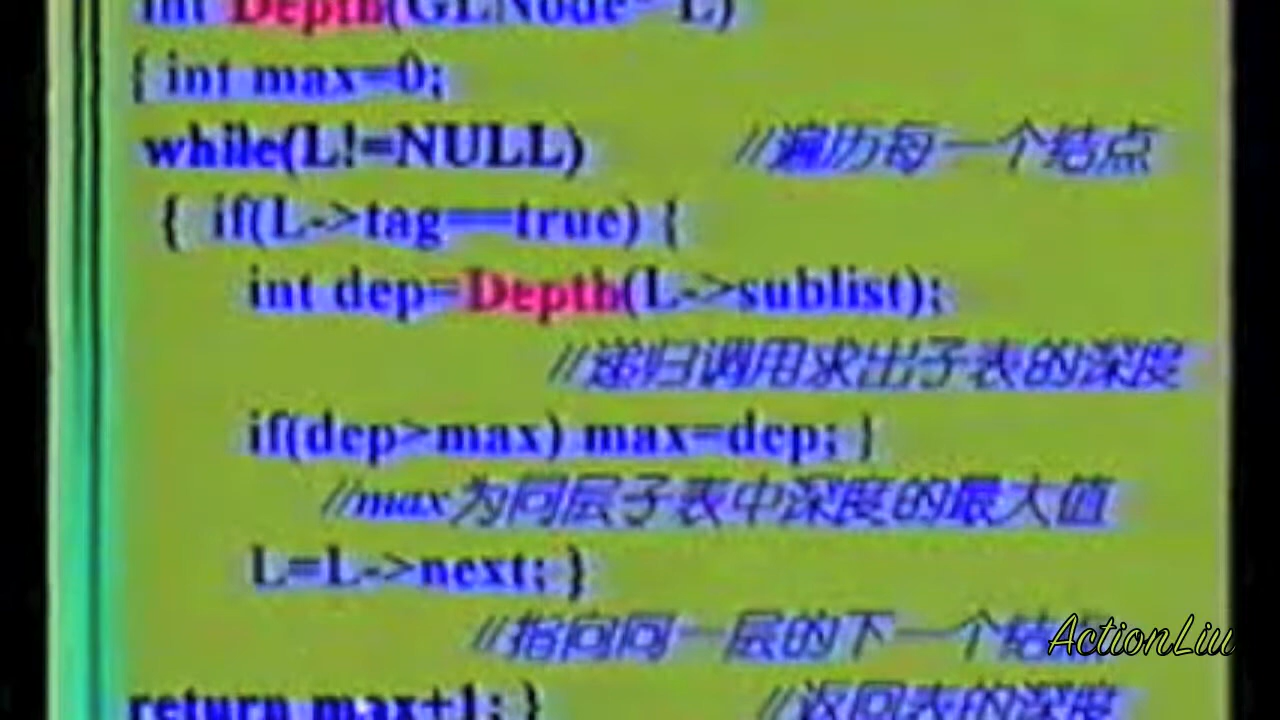 int Depth(GLNode* L)
{ int max=0;
while(L!=NULL) //遍历每一个结点
{ if(L->tag==true) {
int dep=Depth(L->sublist);
//递归调用求出子表的深度
if(dep>max) max=dep; }
//max为同层子表中深度的最大值
L=L->next; }
//指向同一层的下一个结点
return max+1; } //返回表的深度
ActionLiu